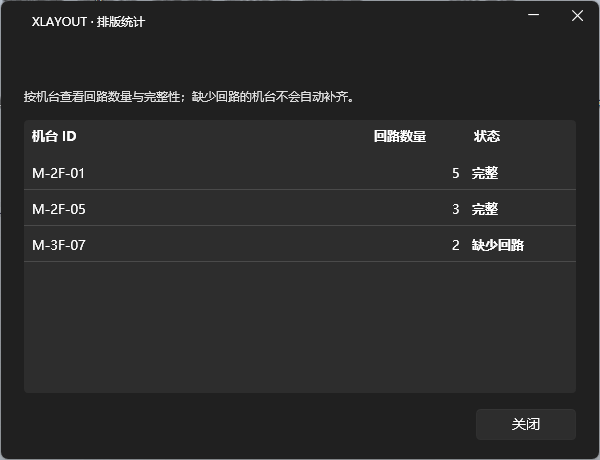 XLAYOUT · 排版统计
按机台查看回路数量与完整性；缺少回路的机台不会自动补齐。
机台 ID 回路数量 状态
M-2F-01 5 完整
M-2F-05 3 完整
M-3F-07 2 缺少回路
关闭